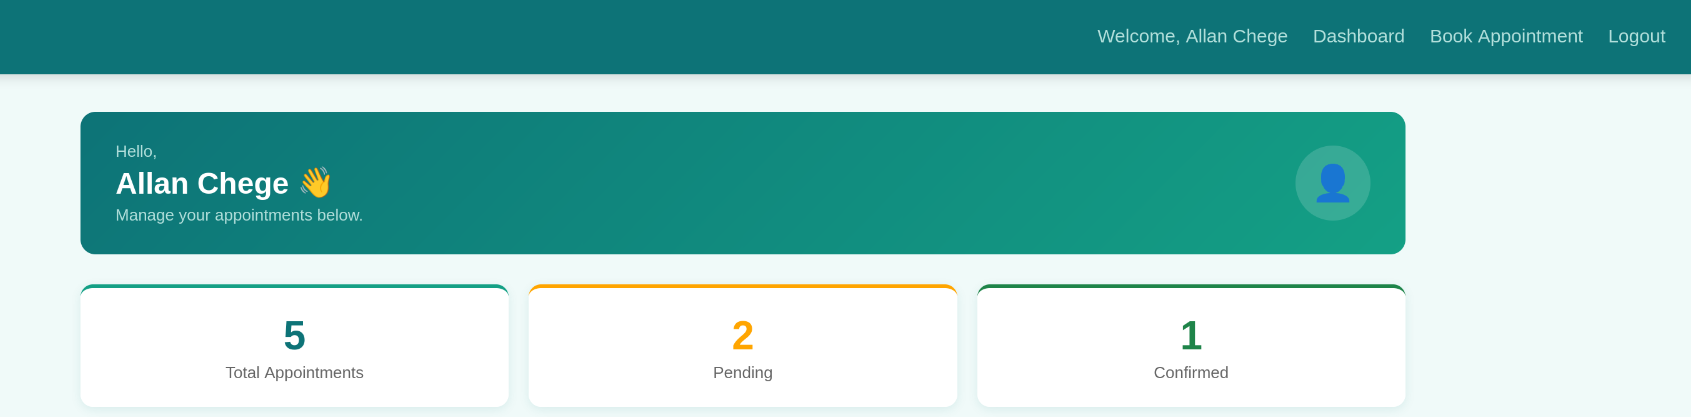 Welcome, Allan Chege Dashboard Book Appointment Logout
Hello,
Allan Chege 👋
Manage your appointments below.
5
Total Appointments
2
Pending
1
Confirmed